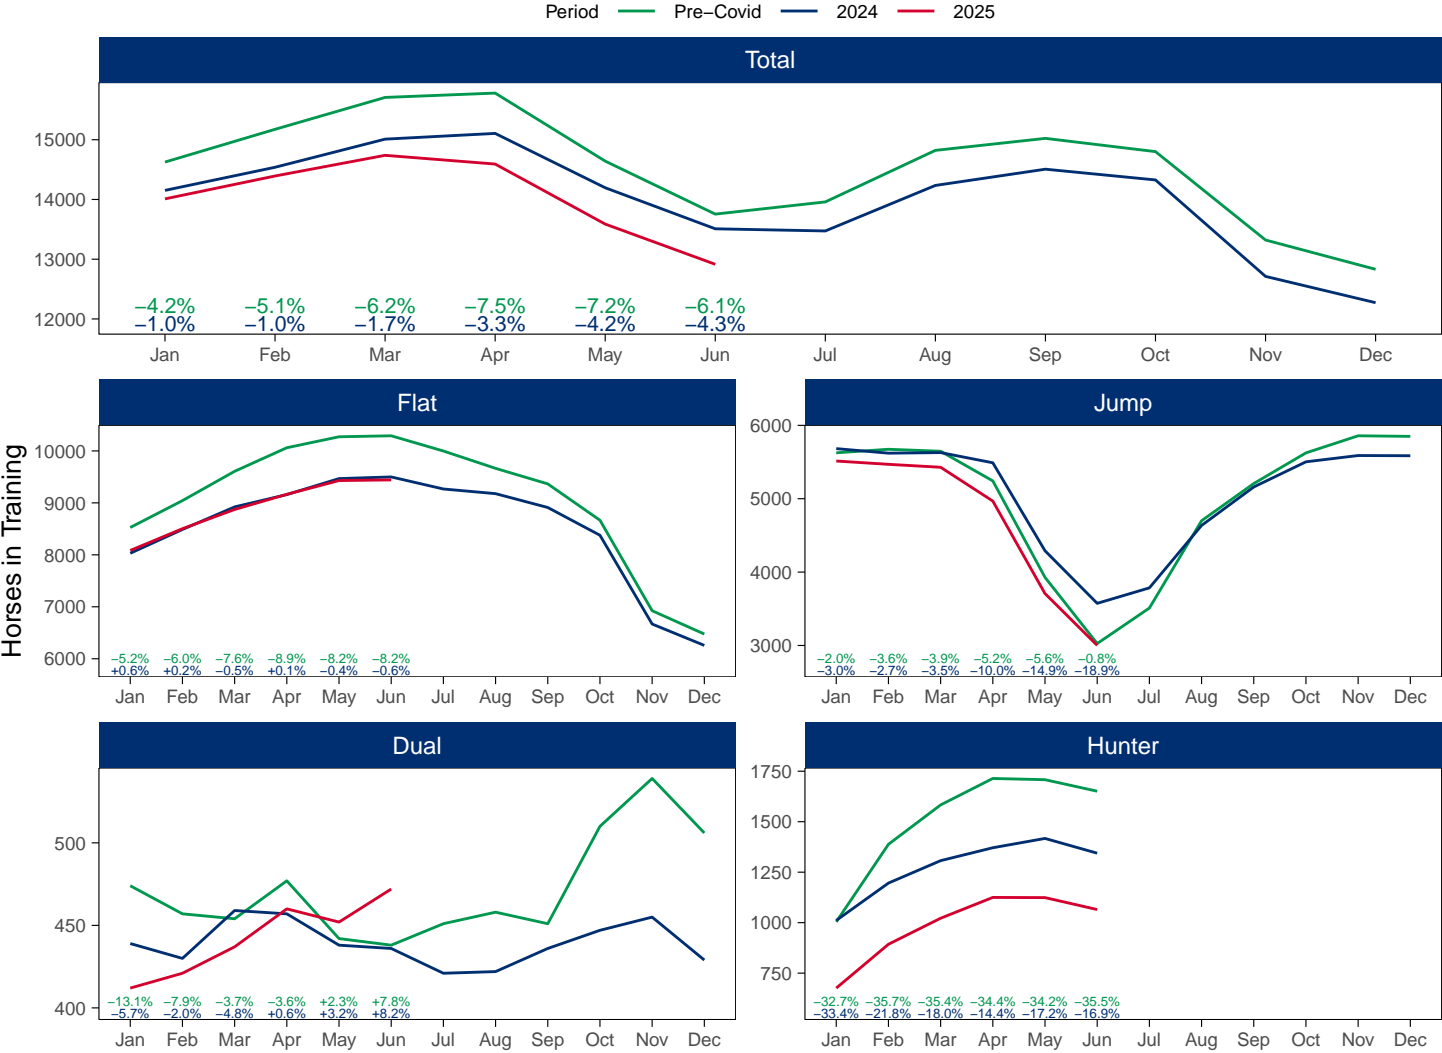 Period Pre−Covid 2024 2025
Total
15000
14000
13000
12000
−4.2% −5.1% −6.2% −7.5% −7.2% −6.1%
−1.0% −1.0% −1.7% −3.3% −4.2% −4.3%
Jan Feb Mar Apr May Jun Jul Aug Sep Oct Nov Dec
Horses in Training
Flat
10000
9000
8000
7000
6000
−5.2% −6.0% −7.6% −8.9% −8.2% −8.2%
+0.6% +0.2% −0.5% +0.1% −0.4% −0.6%
Jan Feb Mar Apr May Jun Jul Aug Sep Oct Nov Dec
Jump
6000
5000
4000
3000
−2.0% −3.6% −3.9% −5.2% −5.6% −0.8%
−3.0% −2.7% −3.5% −10.0% −14.9% −18.9%
Jan Feb Mar Apr May Jun Jul Aug Sep Oct Nov Dec
Dual
500
450
400
−13.1% −7.9% −3.7% −3.6% +2.3% +7.8%
−5.7% −2.0% −4.8% +0.6% +3.2% +8.2%
Jan Feb Mar Apr May Jun Jul Aug Sep Oct Nov Dec
Hunter
1750
1500
1250
1000
750
−32.7% −35.7% −35.4% −34.4% −34.2% −35.5%
−33.4% −21.8% −18.0% −14.4% −17.2% −16.9%
Jan Feb Mar Apr May Jun Jul Aug Sep Oct Nov Dec